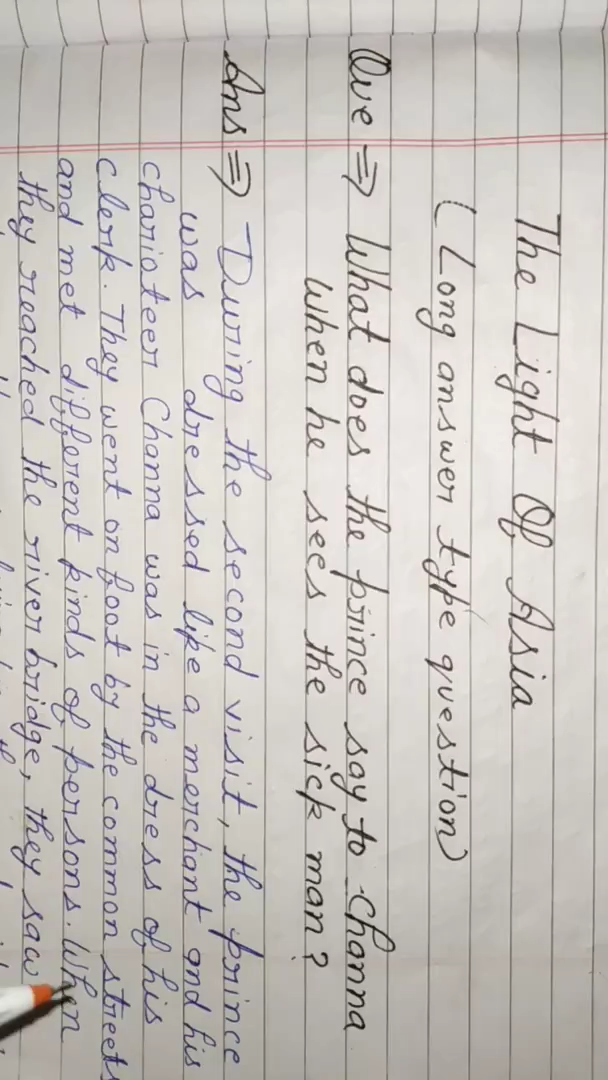 The Light Of Asia
(Long answer type question)
Que ⇒ What does the prince say to Channa
when he sees the sick man?
Ans ⇒ During the second visit, the prince
was dressed like a merchant and his
charioteer Channa was in the dress of his
clerk. They went on foot by the common streets
and met different kinds of persons. When
they reached the river bridge, they saw